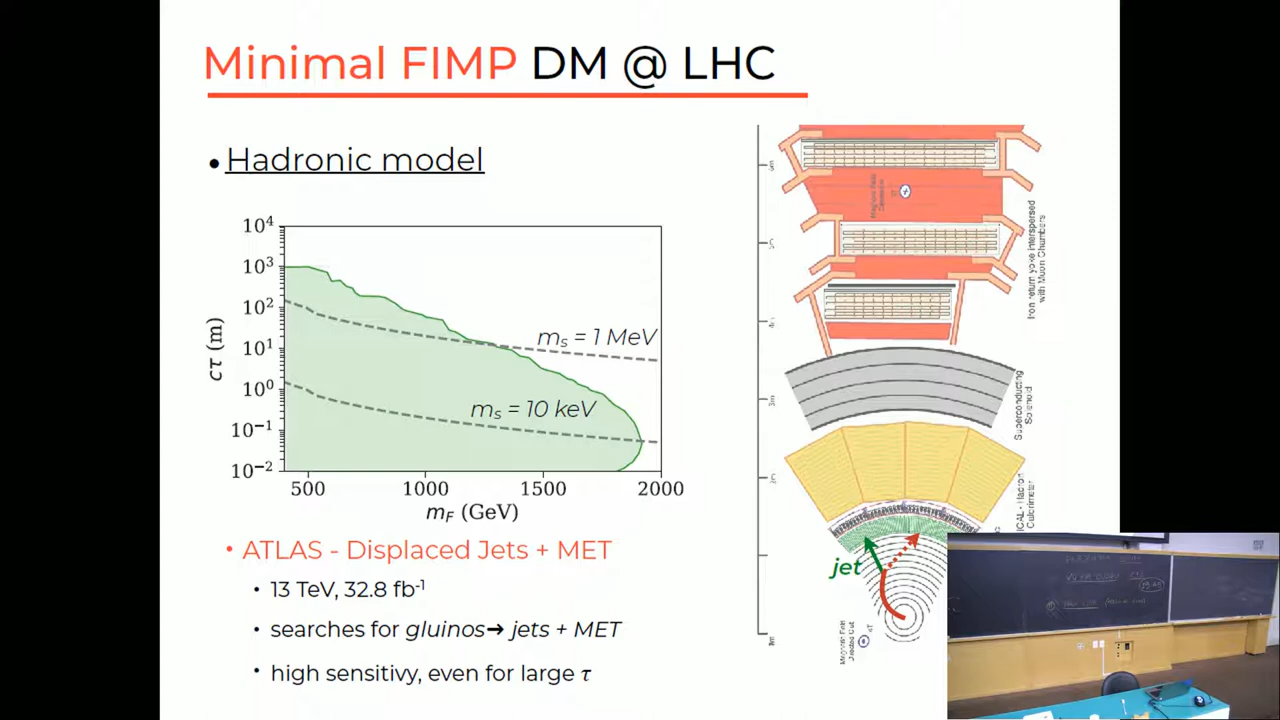 Minimal FIMP DM @ LHC
• Hadronic model
10⁴
10³
10²
10¹
10⁰
10⁻¹
10⁻²
cτ (m)
mₛ = 1 MeV
mₛ = 10 keV
500 1000 1500 2000
m_F (GeV)
• ATLAS - Displaced Jets + MET
• 13 TeV, 32.8 fb⁻¹
• searches for gluinos➔ jets + MET
• high sensitivy, even for large τ
Iron return yoke interspersed
with Muon Chambers
Superconducting
Solenoid
jet